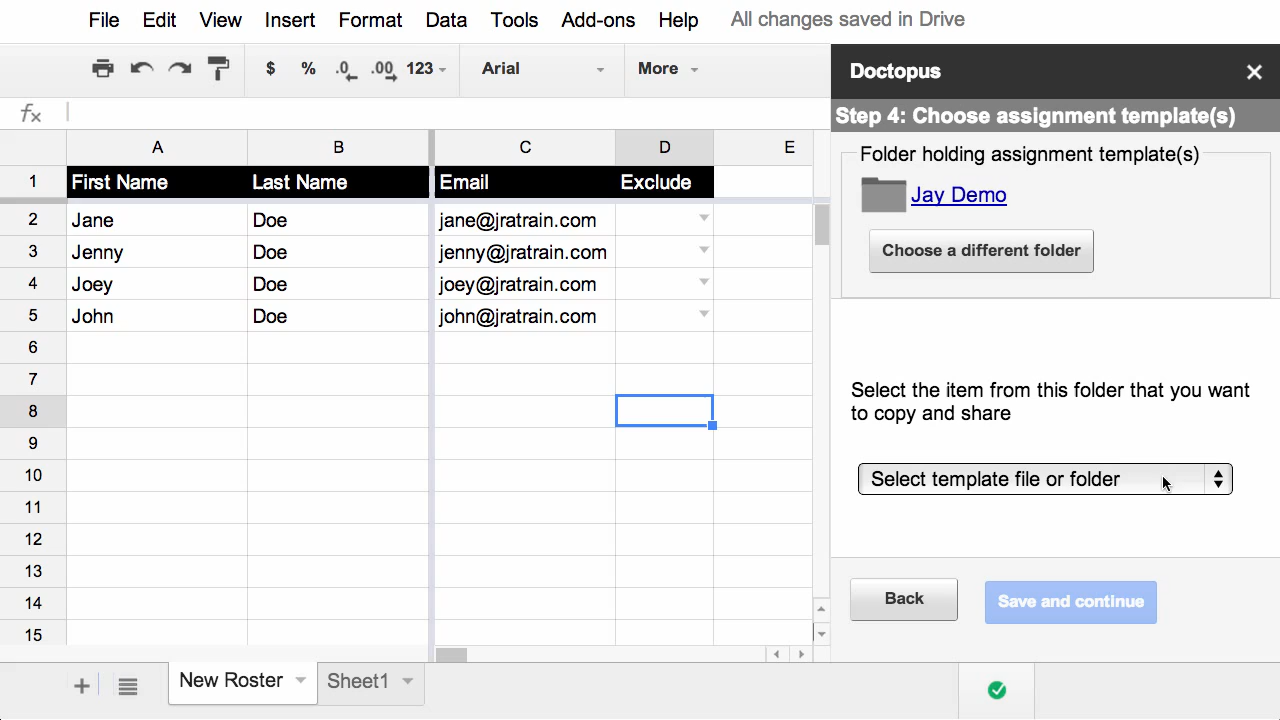 File Edit View Insert Format Data Tools Add-ons Help All changes saved in Drive
$ % .0 .00 123 Arial More
fx
A B C D E
1 First Name Last Name Email Exclude
2 Jane Doe jane@jratrain.com
3 Jenny Doe jenny@jratrain.com
4 Joey Doe joey@jratrain.com
5 John Doe john@jratrain.com
6
7
8
9
10
11
12
13
14
15
New Roster Sheet1
Doctopus
Step 4: Choose assignment template(s)
Folder holding assignment template(s)
Jay Demo
Choose a different folder
Select the item from this folder that you want
to copy and share
Select template file or folder
Back Save and continue